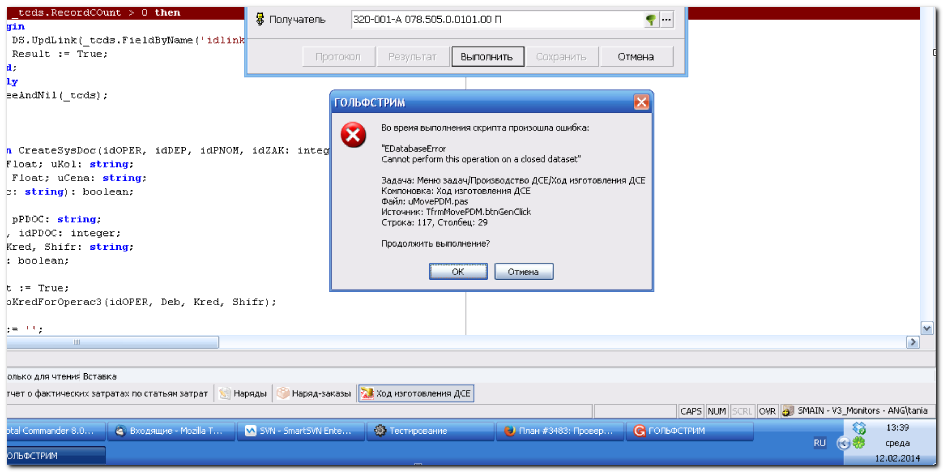 _tcds.RecordCOunt > 0 then
gin
DS.UpdLink(_tcds.FieldByName('idlink
Result := True;
d;
ly
eeAndNil(_tcds);
n CreateSysDoc(idOPER, idDEP, idPNOM, idZAK: integ
Float; uKol: string;
Float; uCena: string;
c: string): boolean;
pPDOC: string;
, idPDOC: integer;
Kred, Shifr: string;
: boolean;
t := True;
oKredForOperac3(idOPER, Deb, Kred, Shifr);
:= '';
Получатель
320-001-А 078.505.0.0101.00 П
...
Протокол Результат Выполнить Сохранить Отмена
ГОЛЬФСТРИМ
Во время выполнения скрипта произошла ошибка:
"EDatabaseError
Cannot perform this operation on a closed dataset"
Задача: Меню задач/Производство ДСЕ/Ход изготовления ДСЕ
Компоновка: Ход изготовления ДСЕ
Файл: uMovePDM.pas
Источник: TfrmMovePDM.btnGenClick
Строка: 117, Столбец: 29
Продолжить выполнение?
ОК Отмена
олько для чтения Вставка
тчет о фактических затратах по статьям затрат Наряды Наряд-заказы Ход изготовления ДСЕ
CAPS NUM SCRL OVR SMAIN - V3_Monitors - ANG\tania
otal Commander 8.0... Входящие - Mozilla T... SVN - SmartSVN Ente... Тестирование План #3483: Провер... ГОЛЬФСТРИМ
ОЛЬФСТРИМ
RU
13:39
среда
12.02.2014